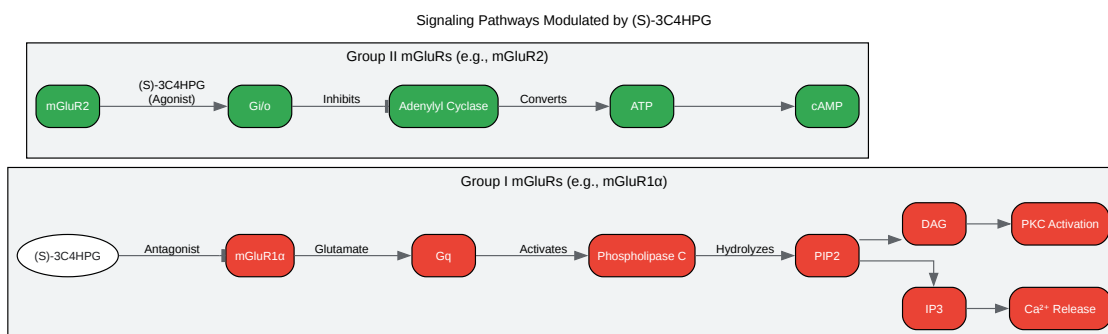 Signaling Pathways Modulated by (S)-3C4HPG
Group II mGluRs (e.g., mGluR2)
mGluR2
(S)-3C4HPG
(Agonist)
Gi/o
Inhibits
Adenylyl Cyclase
Converts
ATP
cAMP
Group I mGluRs (e.g., mGluR1α)
(S)-3C4HPG
Antagonist
mGluR1α
Glutamate
Gq
Activates
Phospholipase C
Hydrolyzes
PIP2
DAG
PKC Activation
IP3
Ca²⁺ Release